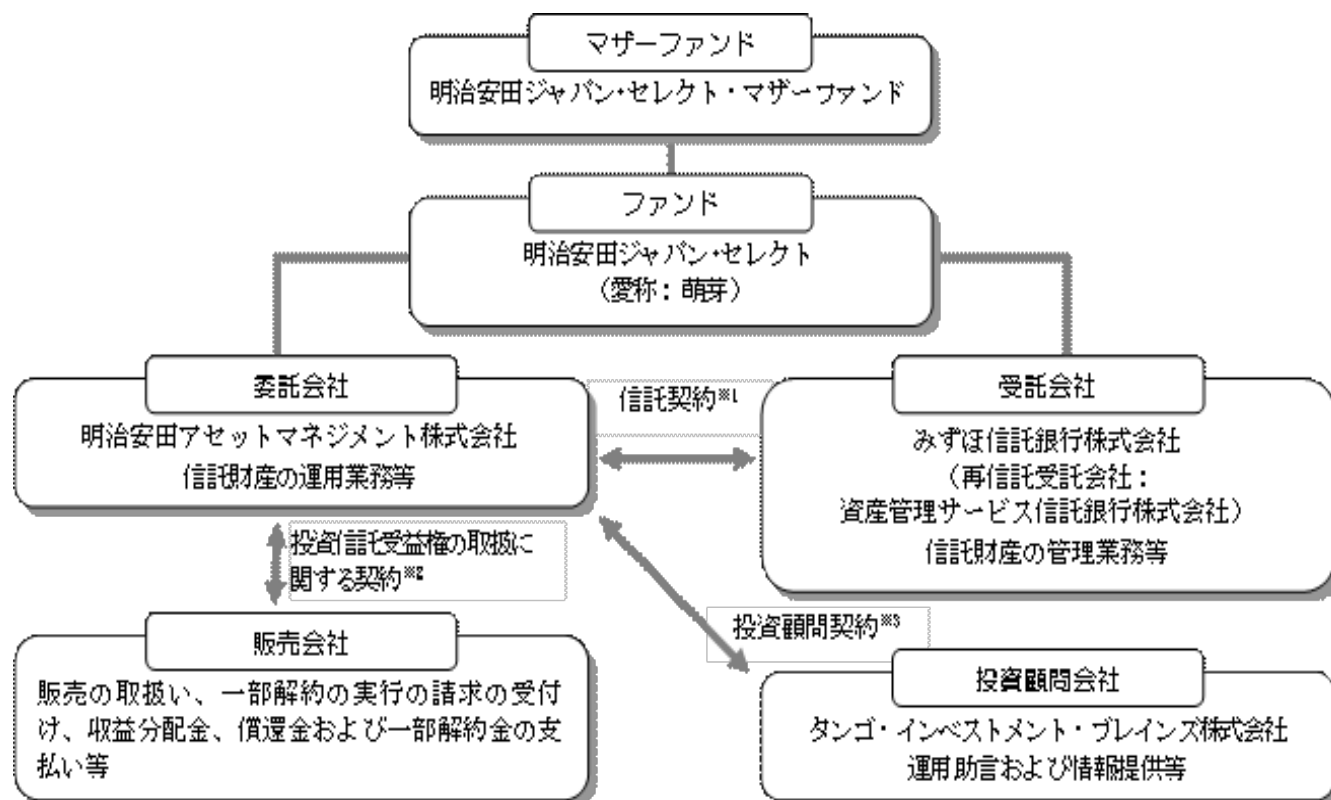 マザーファンド
明治安田ジャパン・セレクト・マザーファンド
ファンド
明治安田ジャパン・セレクト
（愛称：萌芽）
委託会社
明治安田アセットマネジメント株式会社
信託財産の運用業務等
信託契約※1
受託会社
みずほ信託銀行株式会社
（再信託受託会社：
資産管理サービス信託銀行株式会社）
信託財産の管理業務等
投資信託受益権の取扱に
関する契約※2
投資顧問契約※3
販売会社
販売の取扱い、一部解約の実行の請求の受付
け、収益分配金、償還金および一部解約金の支
払い等
投資顧問会社
タンゴ・インベストメント・ブレインズ株式会社
運用助言および情報提供等